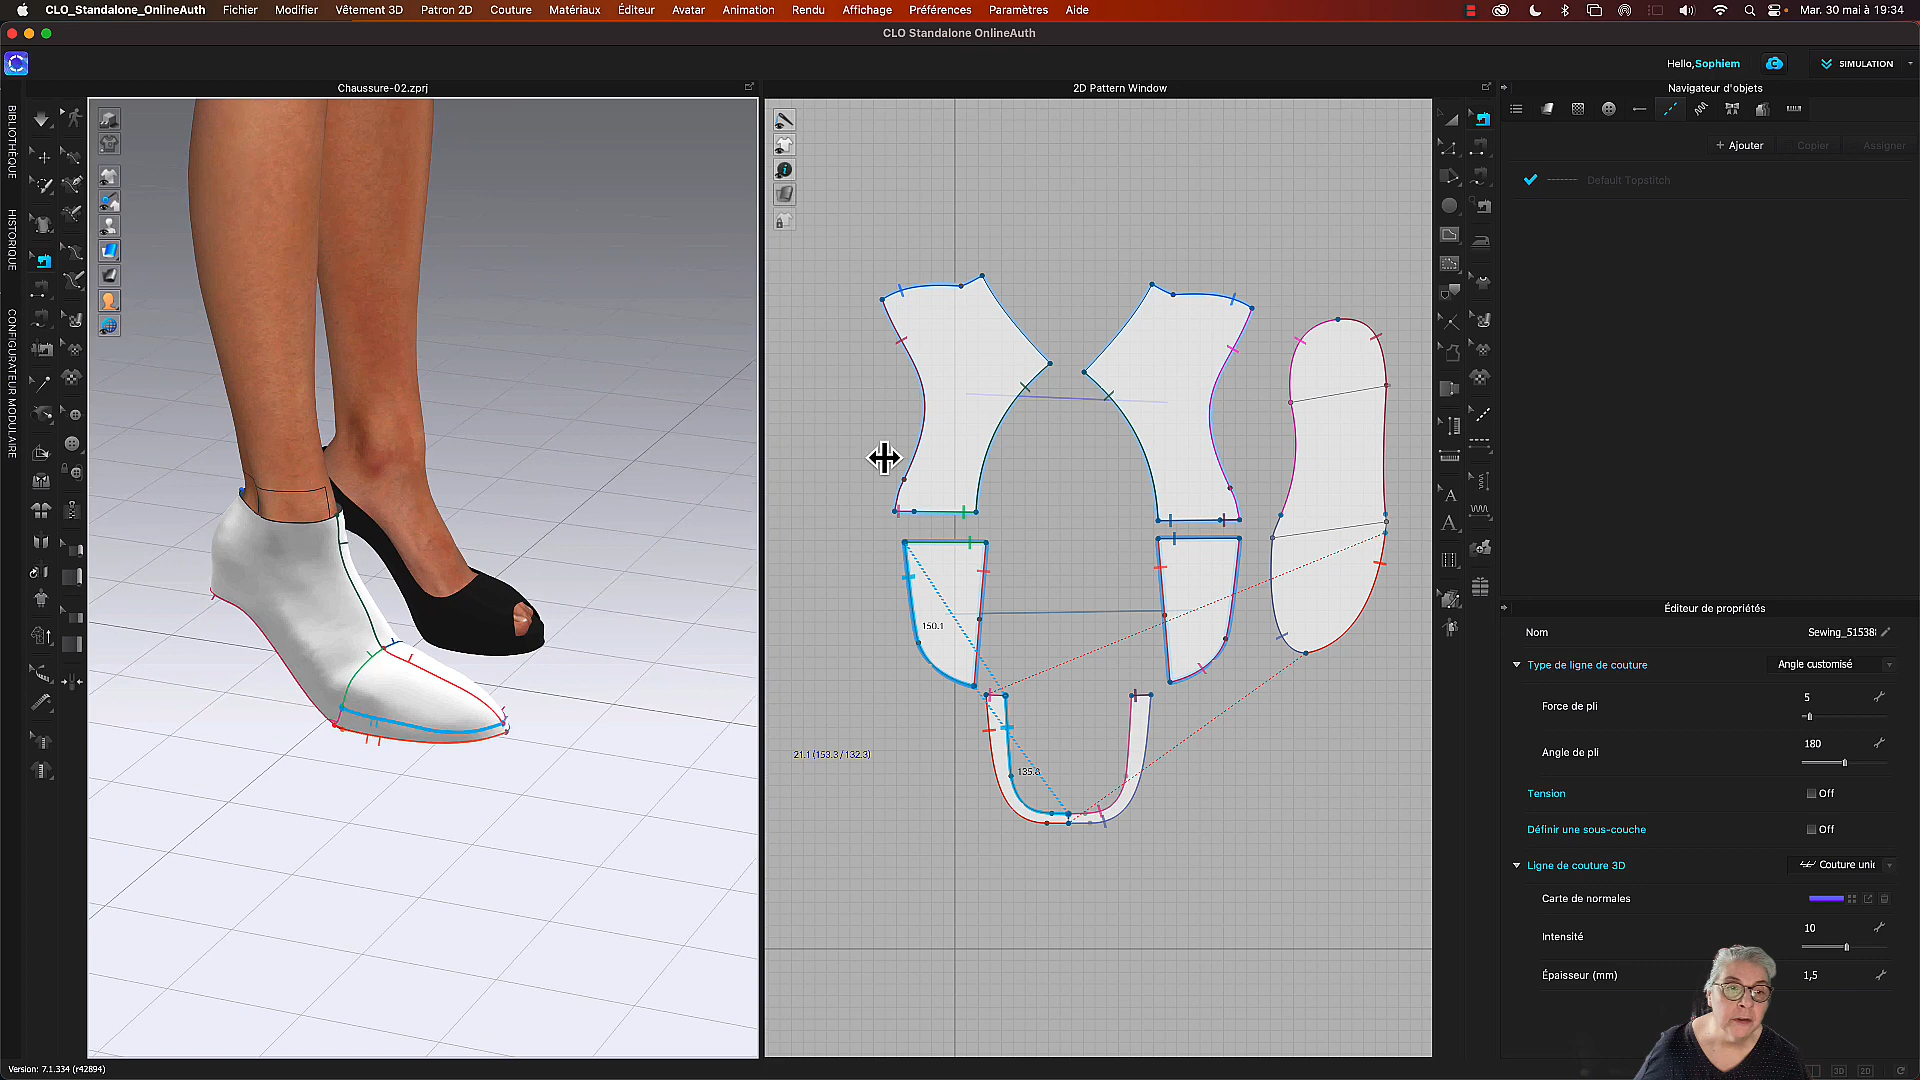 CLO_Standalone_OnlineAuth Fichier Modifier Vêtement 3D Patron 2D Couture Matériaux Éditeur Avatar Animation Rendu Affichage Préférences Paramètres Aide Mar. 30 mai à 19:34
CLO Standalone OnlineAuth
Hello,Sophiem SIMULATION
Chaussure-02.zprj 2D Pattern Window Navigateur d'objets
BIBLIOTHÈQUE
HISTORIQUE
CONFIGURATEUR MODULAIRE
+ Ajouter Copier Assigner
Default Topstitch
150.1
21.1 (153.3 / 132.3)
135.8
Éditeur de propriétés
Nom Sewing_51538
Type de ligne de couture Angle customisé
Force de pli 5
Angle de pli 180
Tension Off
Définir une sous-couche Off
Ligne de couture 3D Couture uni
Carte de normales
Intensité 10
Épaisseur (mm) 1,5
Version: 7.1.334 (r42894) 3D 2D